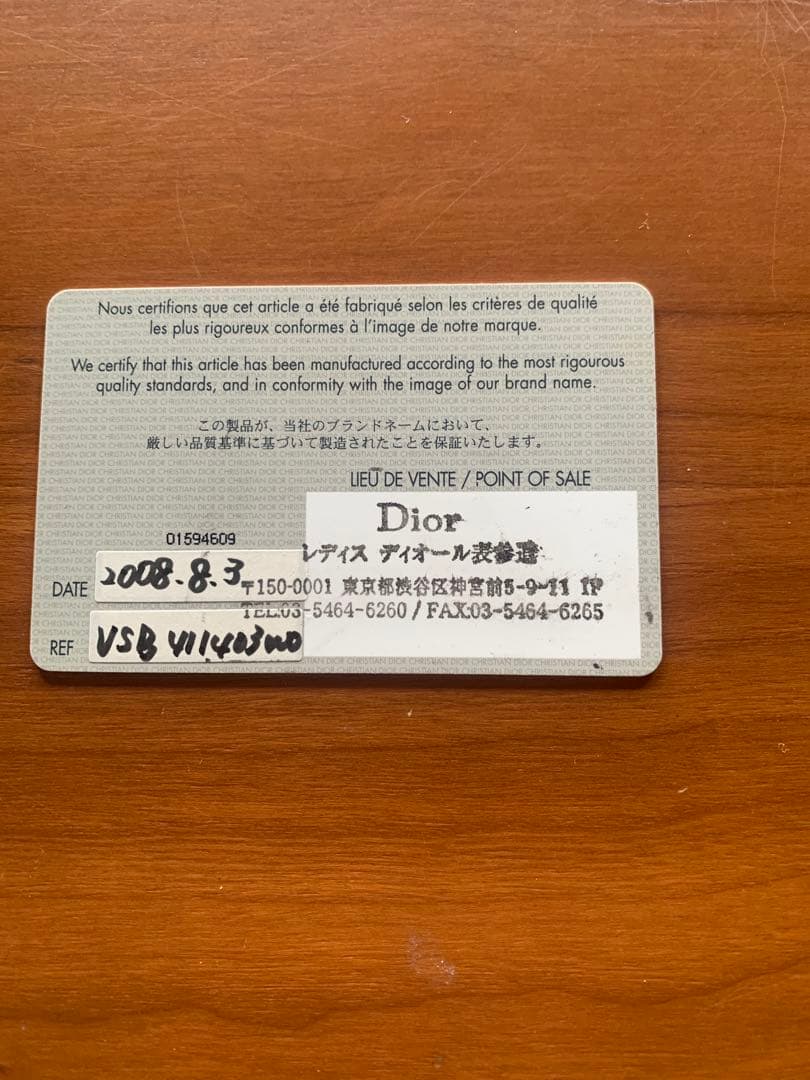 Nous certifions que cet article a été fabriqué selon les critères de qualité
les plus rigoureux conformes à l'image de notre marque.
We certify that this article has been manufactured according to the most rigourous
quality standards, and in conformity with the image of our brand name.
この製品が、当社のブランドネームにおいて、
厳しい品質基準に基づいて製造されたことを保証いたします。
LIEU DE VENTE / POINT OF SALE
Dior
レディス ディオール表参道
01594609
DATE 2008.8.3
〒150-0001 東京都渋谷区神宮前5-9-11 1F
TEL:03-5464-6260 / FAX:03-5464-6265
REF VSB